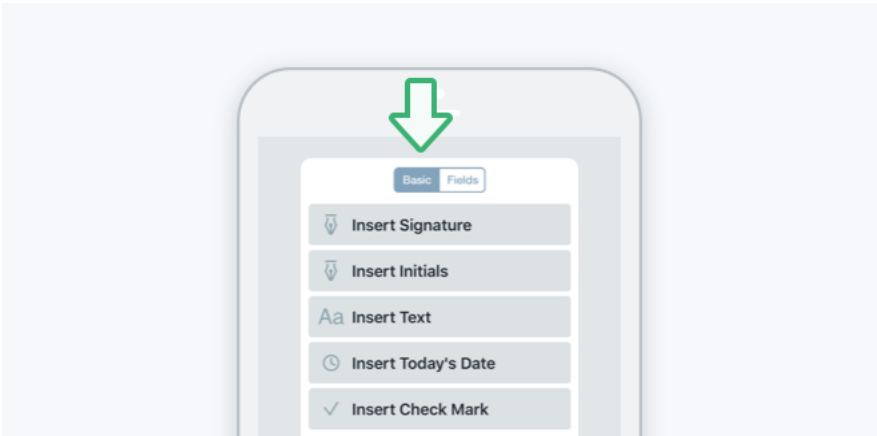 Basic Fields
Insert Signature
Insert Initials
Aa Insert Text
Insert Today's Date
Insert Check Mark